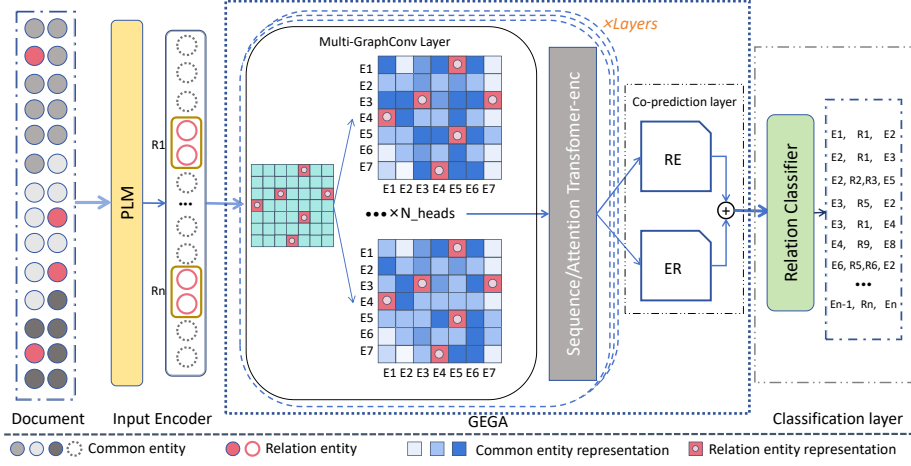 ×Layers
Multi-GraphConv Layer
PLM
R1
...
Rn
E1
E2
E3
E4
E5
E6
E7
E1 E2 E3 E4 E5 E6 E7
••• ×N_heads
E1
E2
E3
E4
E5
E6
E7
E1 E2 E3 E4 E5 E6 E7
Sequence/Attention Transfomer-enc
Co-prediction layer
RE
+
ER
Relation Classifier
E1, R1, E2
E2, R1, E3
E2, R2,R3, E5
E3, R5, E2
E3, R1, E4
E4, R9, E8
E6, R5,R6, E2
•••
En-1, Rn, En
Document
Input Encoder
GEGA
Classification layer
Common entity
Relation entity
Common entity representation
Relation entity representation